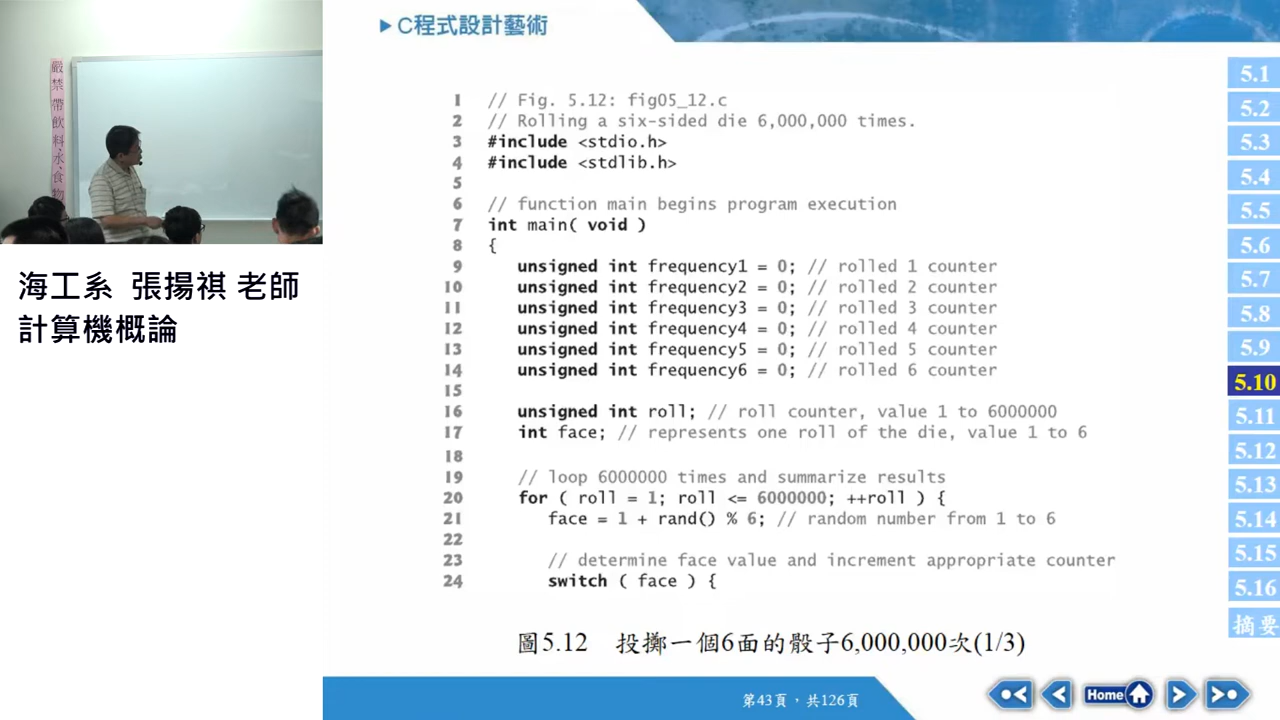 嚴禁帶飲料、水、食物
海工系 張揚祺 老師
計算機概論
C程式設計藝術
1 // Fig. 5.12: fig05_12.c
2 // Rolling a six-sided die 6,000,000 times.
3 #include <stdio.h>
4 #include <stdlib.h>
5
6 // function main begins program execution
7 int main( void )
8 {
9 unsigned int frequency1 = 0; // rolled 1 counter
10 unsigned int frequency2 = 0; // rolled 2 counter
11 unsigned int frequency3 = 0; // rolled 3 counter
12 unsigned int frequency4 = 0; // rolled 4 counter
13 unsigned int frequency5 = 0; // rolled 5 counter
14 unsigned int frequency6 = 0; // rolled 6 counter
15
16 unsigned int roll; // roll counter, value 1 to 6000000
17 int face; // represents one roll of the die, value 1 to 6
18
19 // loop 6000000 times and summarize results
20 for ( roll = 1; roll <= 6000000; ++roll ) {
21 face = 1 + rand() % 6; // random number from 1 to 6
22
23 // determine face value and increment appropriate counter
24 switch ( face ) {
圖5.12 投擲一個6面的骰子6,000,000次(1/3)
5.1
5.2
5.3
5.4
5.5
5.6
5.7
5.8
5.9
5.10
5.11
5.12
5.13
5.14
5.15
5.16
摘要
第43頁，共126頁
Home